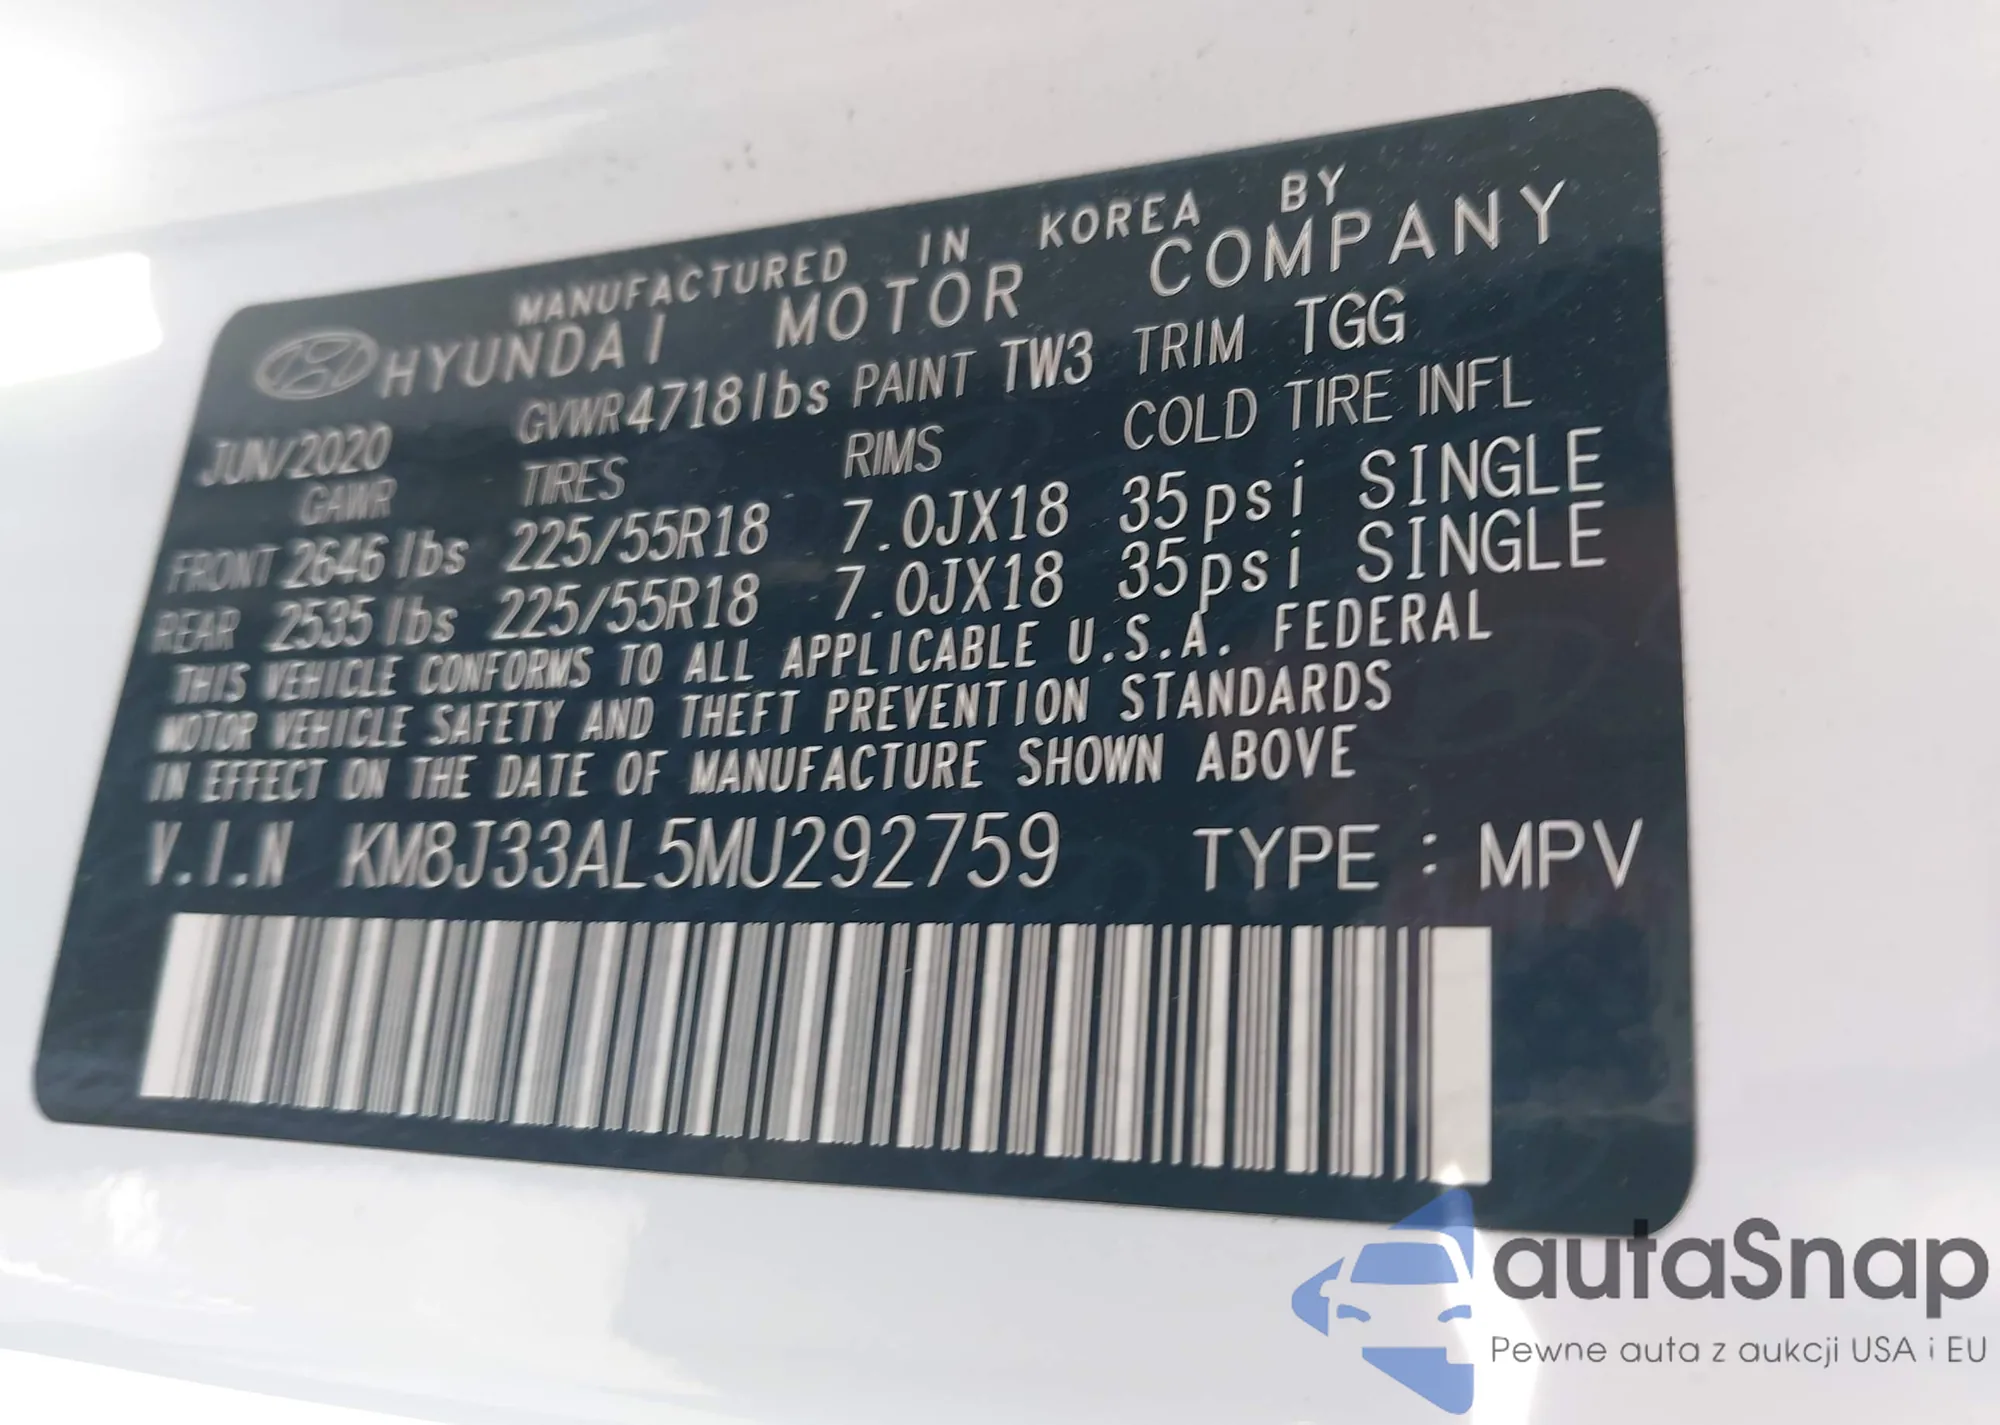 MANUFACTURED IN KOREA BY
HYUNDAI MOTOR COMPANY
JUN/2020 GVWR 4718lbs PAINT TW3 TRIM TGG
GAWR TIRES RIMS COLD TIRE INFL
FRONT 2646 lbs 225/55R18 7.0JX18 35psi SINGLE
REAR 2535 lbs 225/55R18 7.0JX18 35psi SINGLE
THIS VEHICLE CONFORMS TO ALL APPLICABLE U.S.A. FEDERAL
MOTOR VEHICLE SAFETY AND THEFT PREVENTION STANDARDS
IN EFFECT ON THE DATE OF MANUFACTURE SHOWN ABOVE
V.I.N KM8J33AL5MU292759 TYPE : MPV
autaSnap
Pewne auta z aukcji USA i EU